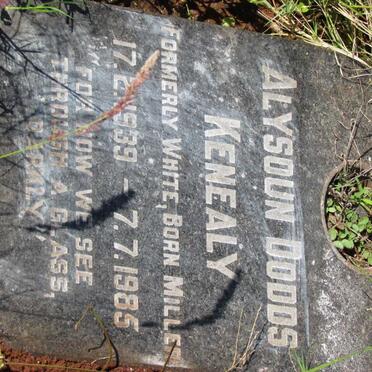 ALYSOUN DODDS
KENEALY
FORMERLY WHITE, BORN MILLE
17.2.1939 – 7.7.1985
"FOR NOW WE SEE
THROUGH A GLASS,
DARKLY"